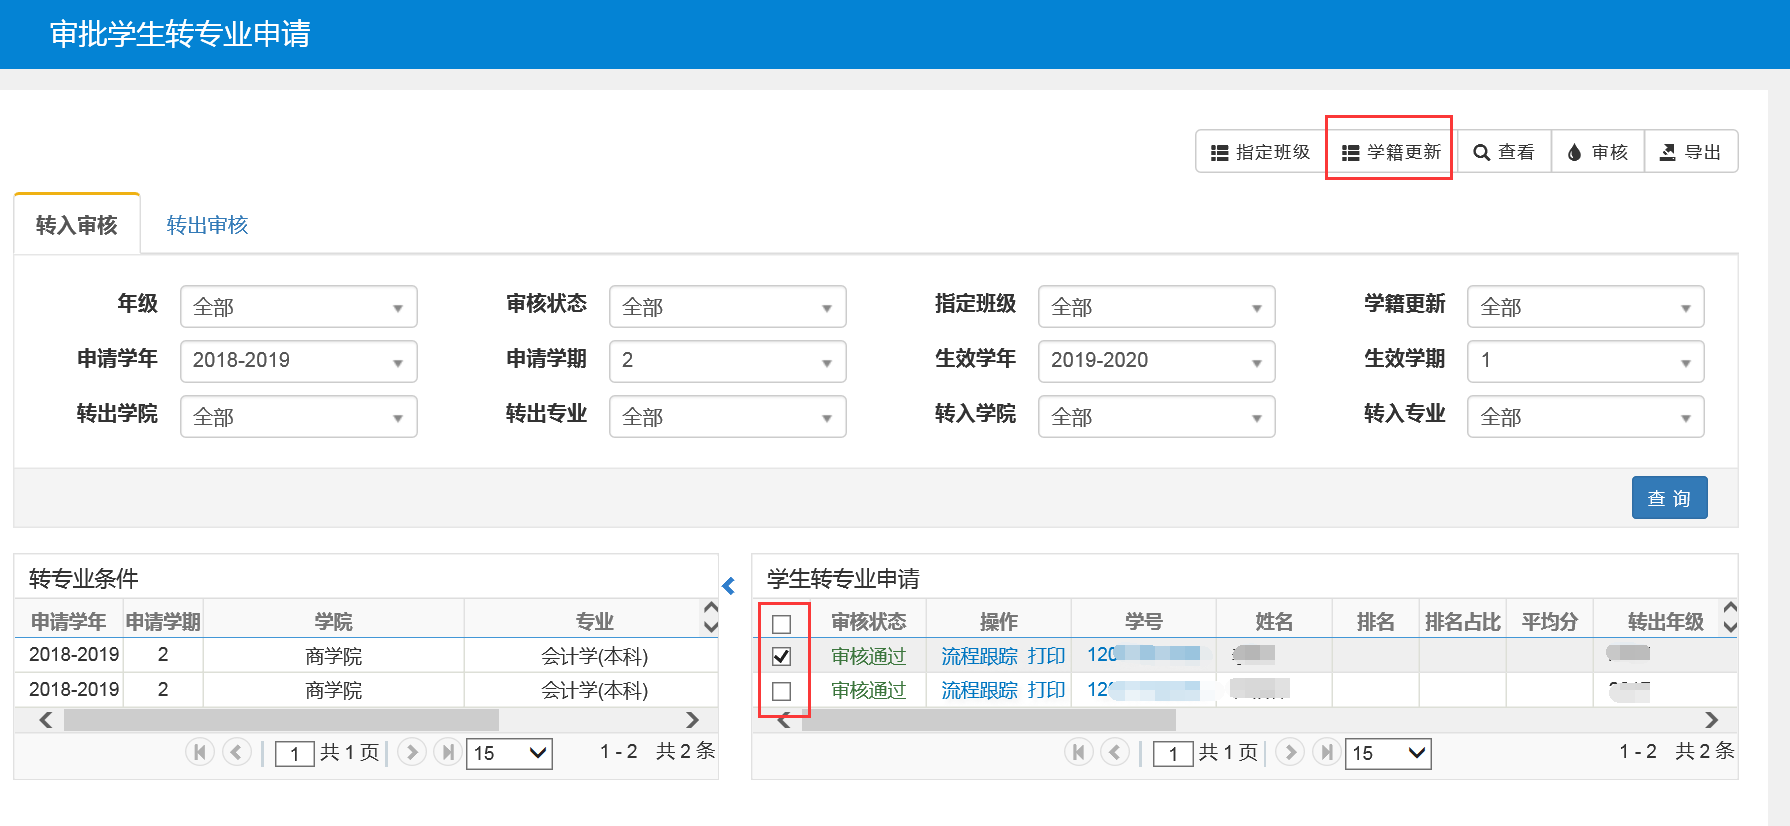 审批学生转专业申请
指定班级 学籍更新 查看 审核 导出
转入审核 转出审核
年级 全部 审核状态 全部 指定班级 全部 学籍更新 全部
申请学年 2018-2019 申请学期 2 生效学年 2019-2020 生效学期 1
转出学院 全部 转出专业 全部 转入学院 全部 转入专业 全部
查 询
转专业条件
申请学年 申请学期 学院 专业
2018-2019 2 商学院 会计学(本科)
2018-2019 2 商学院 会计学(本科)
1 共 1 页 15 1 - 2 共 2 条
学生转专业申请
审核状态 操作 学号 姓名 排名 排名占比 平均分 转出年级
审核通过 流程跟踪 打印 120
审核通过 流程跟踪 打印
1 共 1 页 15 1 - 2 共 2 条